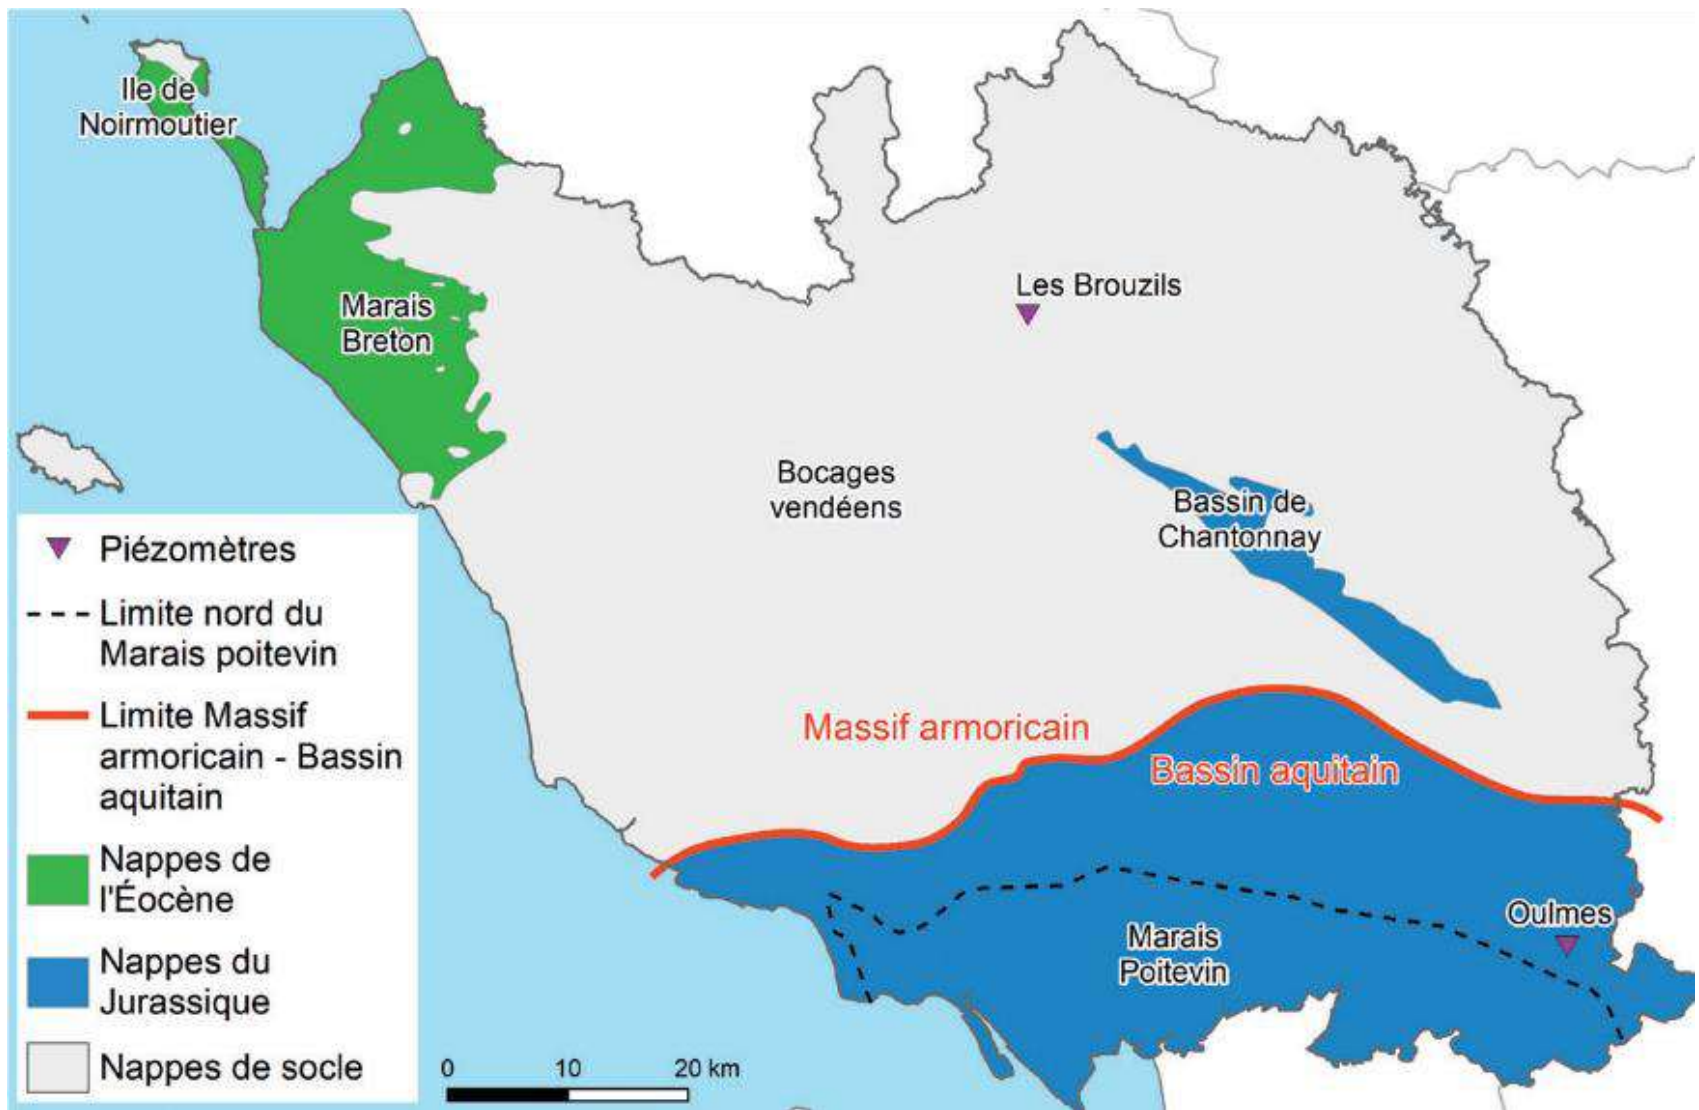 Ile de
Noirmoutier
Marais
Breton
Les Brouzils
Bocages
vendéens
Bassin de
Chantonnay
Massif armoricain
Bassin aquitain
Oulmes
Marais
Poitevin
Piézomètres
Limite nord du
Marais poitevin
Limite Massif
armoricain - Bassin
aquitain
Nappes de
l'Éocène
Nappes du
Jurassique
Nappes de socle
0 10 20 km